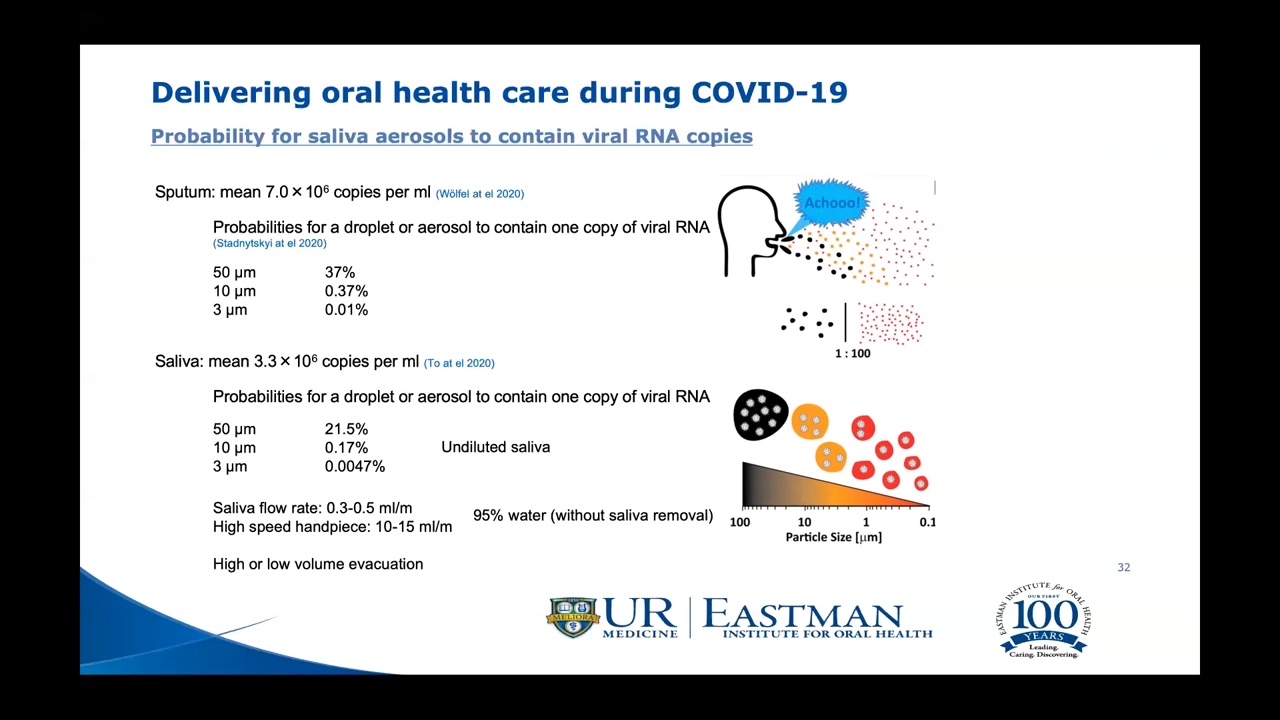 Delivering oral health care during COVID-19
Probability for saliva aerosols to contain viral RNA copies
Sputum: mean 7.0 × 10⁶ copies per ml (Wölfel at el 2020)
Probabilities for a droplet or aerosol to contain one copy of viral RNA
(Stadnytskyi at el 2020)
50 µm 37%
10 µm 0.37%
3 µm 0.01%
Saliva: mean 3.3 × 10⁶ copies per ml (To at el 2020)
Probabilities for a droplet or aerosol to contain one copy of viral RNA
50 µm 21.5%
10 µm 0.17% Undiluted saliva
3 µm 0.0047%
Saliva flow rate: 0.3-0.5 ml/m
High speed handpiece: 10-15 ml/m
95% water (without saliva removal)
High or low volume evacuation
Achooo!
1 : 100
100 10 1 0.1
Particle Size [µm]
32
MELIORA
UR MEDICINE
EASTMAN
INSTITUTE FOR ORAL HEALTH
EASTMAN INSTITUTE for ORAL HEALTH
OUR FIRST
100
YEARS
Leading.
Caring. Discovering.